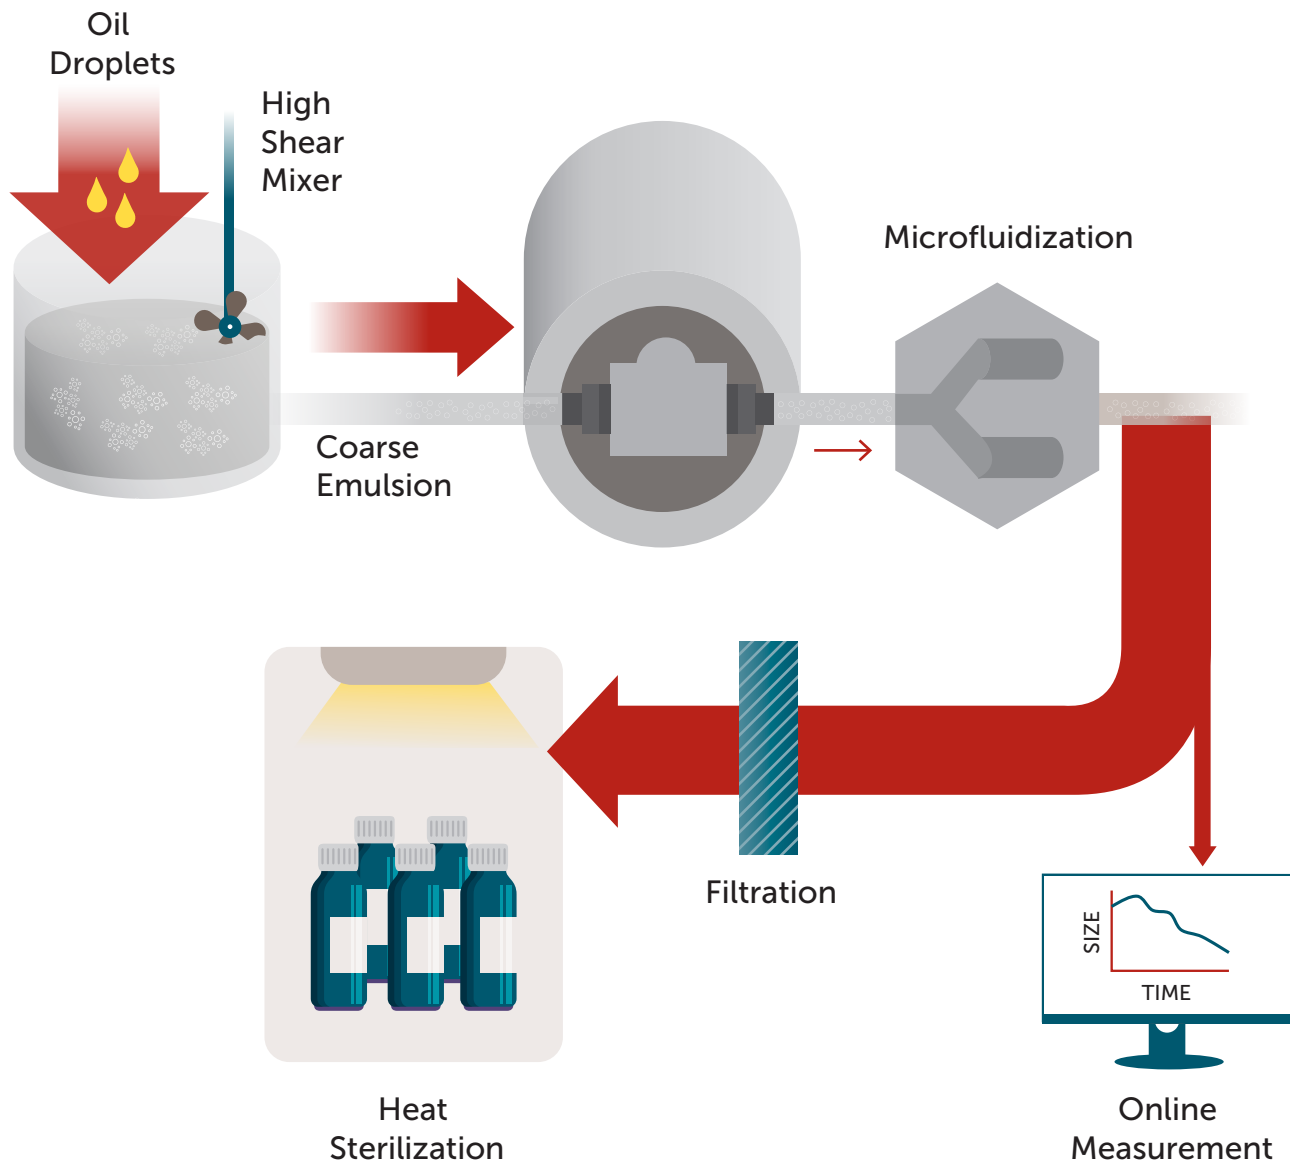 Oil
Droplets
High
Shear
Mixer
Microfluidization
Coarse
Emulsion
Filtration
SIZE
TIME
Heat
Sterilization
Online
Measurement